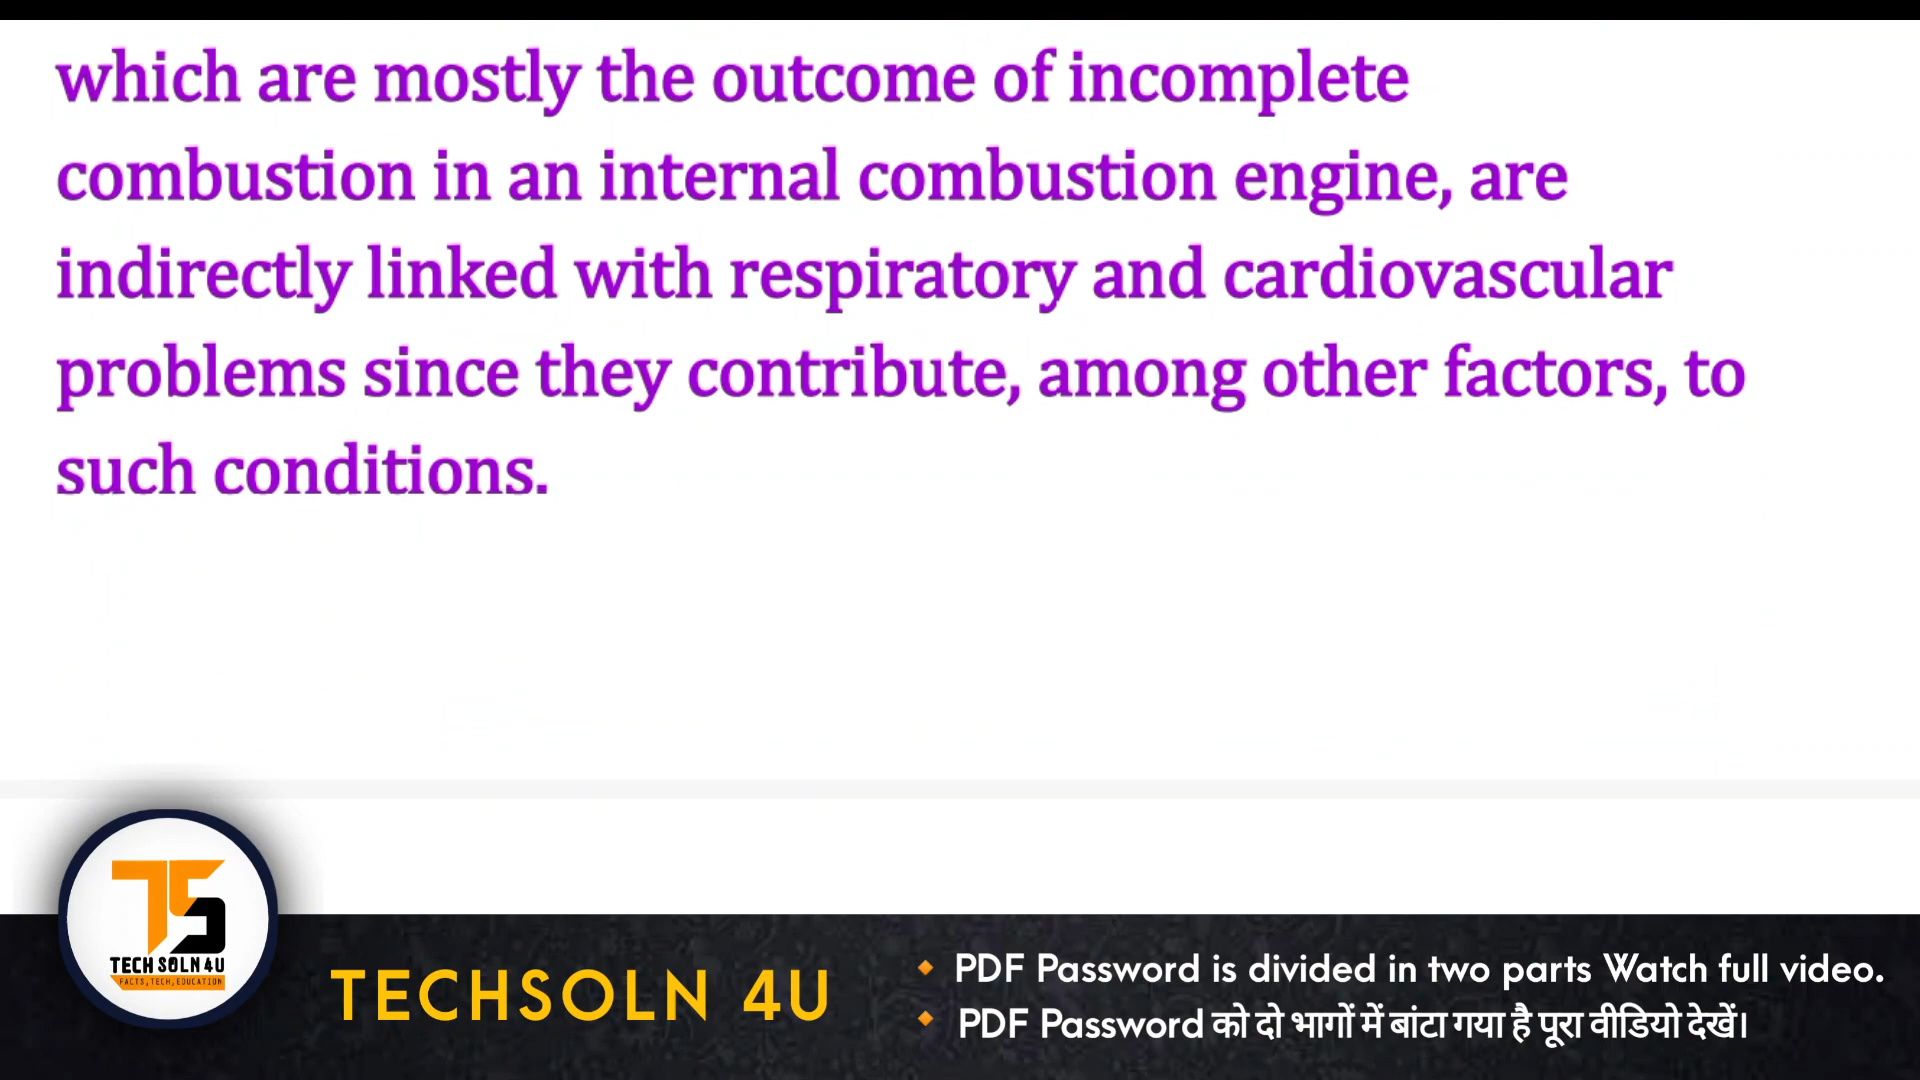 which are mostly the outcome of incomplete
combustion in an internal combustion engine, are
indirectly linked with respiratory and cardiovascular
problems since they contribute, among other factors, to
such conditions.
TS
TECH SOLN 4U
FACTS, TECH, EDUCATION
TECHSOLN 4U
PDF Password is divided in two parts Watch full video.
PDF Password को दो भागों में बांटा गया है पूरा वीडियो देखें।